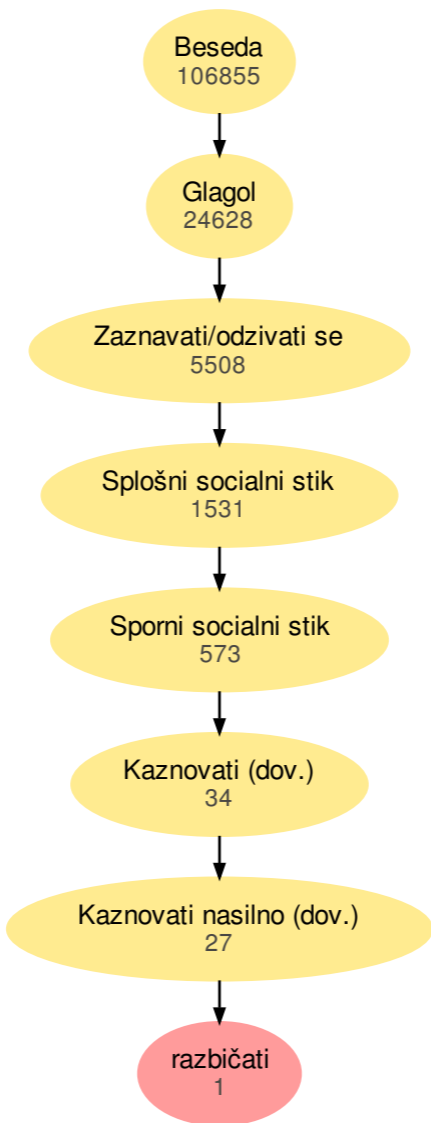 Beseda
106855
Glagol
24628
Zaznavati/odzivati se
5508
Splošni socialni stik
1531
Sporni socialni stik
573
Kaznovati (dov.)
34
Kaznovati nasilno (dov.)
27
razbičati
1